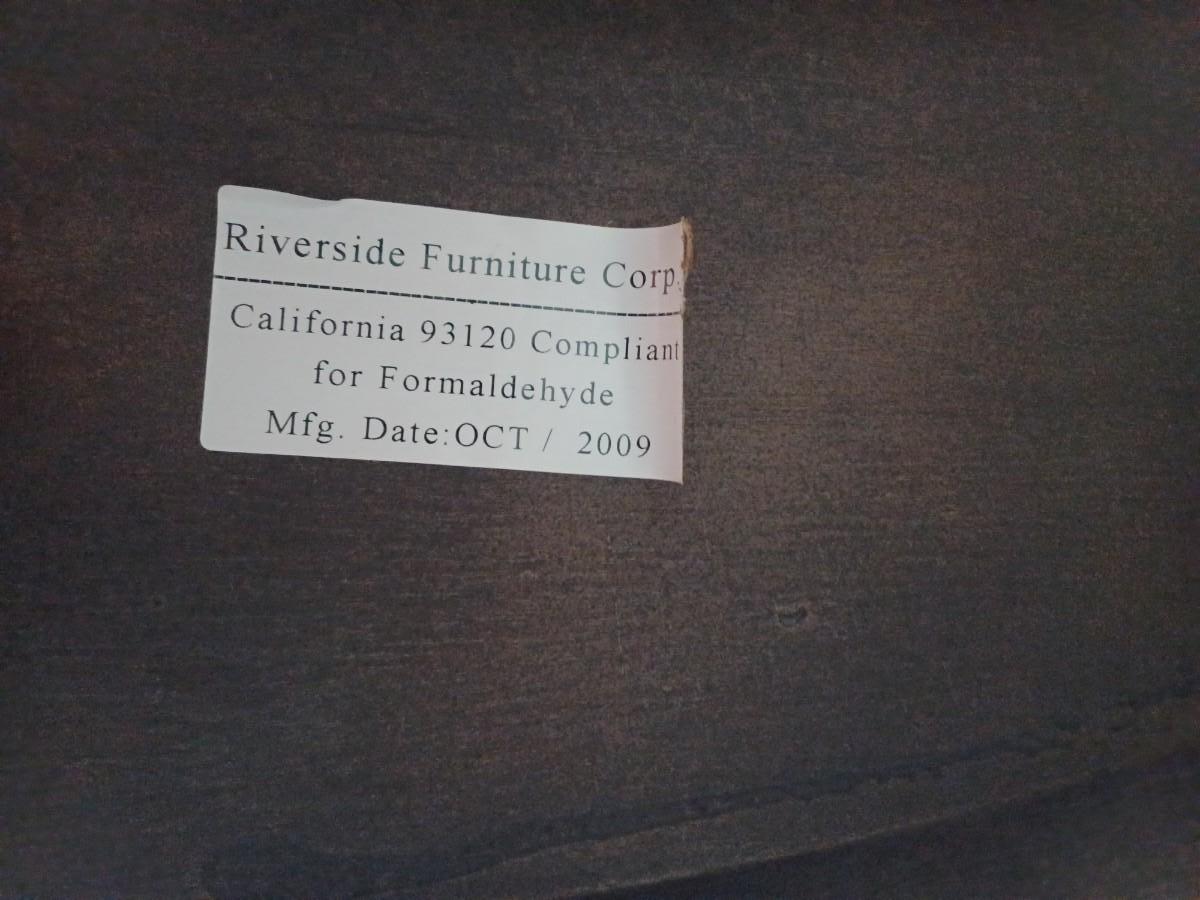 Riverside Furniture Corp.
California 93120 Compliant
for Formaldehyde
Mfg. Date:OCT / 2009